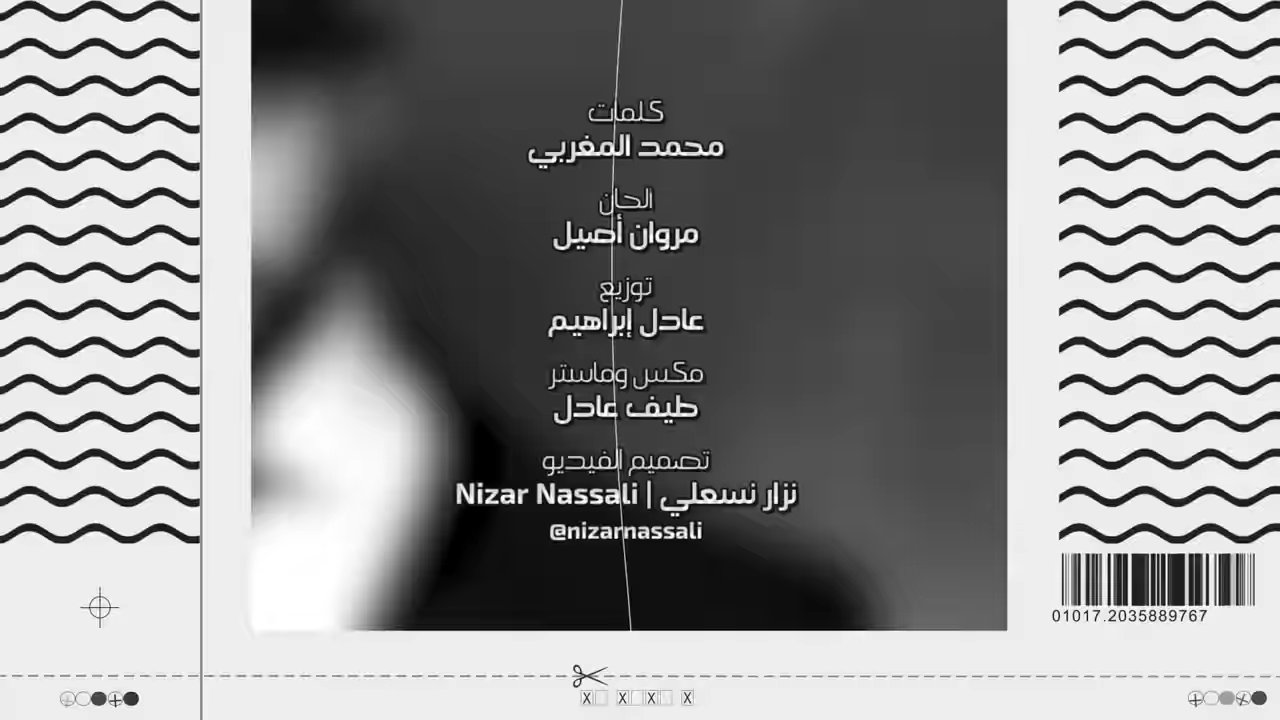 كلمات
محمد المغربي
الحان
مروان أصيل
توزيع
عادل إبراهيم
مكس وماستر
طيف عادل
تصميم الفيديو
نزار نسعلي | Nizar Nassali
@nizarnassali
01017.2035889767
X X X X